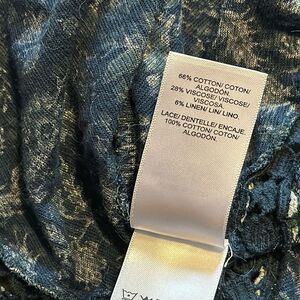 66% COTTON/ COTON/
ALGODÓN.
28% VISCOSE/ VISCOSE/
VISCOSA.
6% LINEN/ LIN/ LINO.
LACE/ DENTELLE/ ENCAJE.
100% COTTON/ COTON/
ALGODÓN.